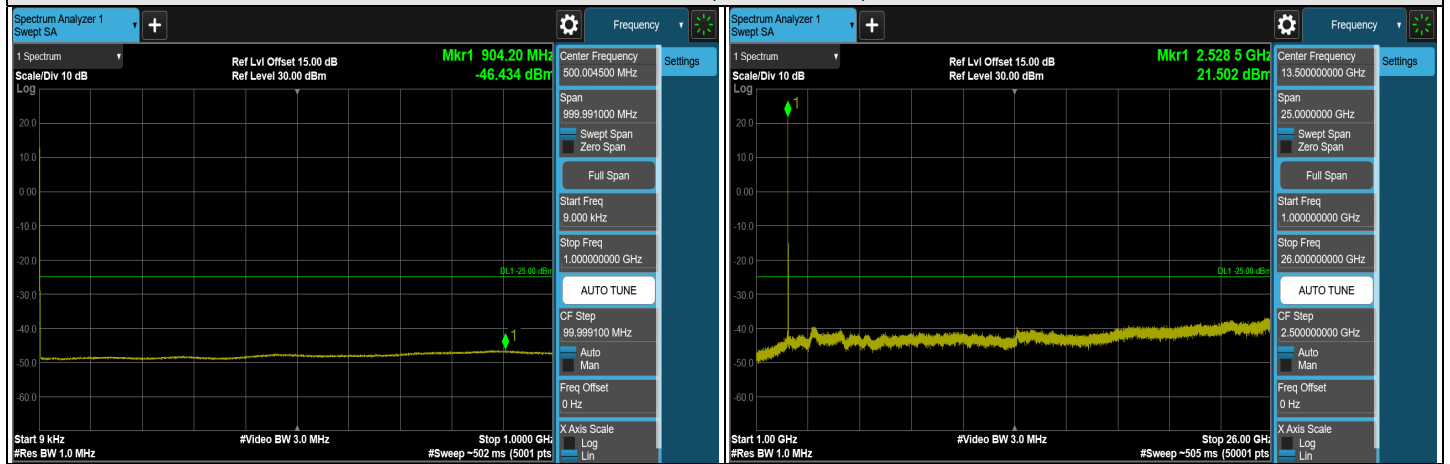 Spectrum Analyzer 1
Swept SA
+
Frequency
1 Spectrum
Scale/Div 10 dB
Ref Lvl Offset 15.00 dB
Ref Level 30.00 dBm
Mkr1 904.20 MHz
-46.434 dBm
Log
20.0
10.0
0.00
-10.0
-20.0
-30.0
-40.0
-50.0
-60.0
DL1 -25.00 dBm
1
Start 9 kHz
#Res BW 1.0 MHz
#Video BW 3.0 MHz
Stop 1.0000 GHz
#Sweep ~502 ms (5001 pts
Center Frequency
500.004500 MHz
Settings
Span
999.991000 MHz
Swept Span
Zero Span
Full Span
Start Freq
9.000 kHz
Stop Freq
1.000000000 GHz
AUTO TUNE
CF Step
99.999100 MHz
Auto
Man
Freq Offset
0 Hz
X Axis Scale
Log
Lin
Spectrum Analyzer 1
Swept SA
+
Frequency
1 Spectrum
Scale/Div 10 dB
Ref Lvl Offset 15.00 dB
Ref Level 30.00 dBm
Mkr1 2.528 5 GHz
21.502 dBm
Log
20.0
10.0
0.00
-10.0
-20.0
-30.0
-40.0
-50.0
-60.0
1
DL1 -25.00 dBm
Start 1.00 GHz
#Res BW 1.0 MHz
#Video BW 3.0 MHz
Stop 26.00 GHz
#Sweep ~505 ms (50001 pts
Center Frequency
13.500000000 GHz
Settings
Span
25.0000000 GHz
Swept Span
Zero Span
Full Span
Start Freq
1.000000000 GHz
Stop Freq
26.000000000 GHz
AUTO TUNE
CF Step
2.500000000 GHz
Auto
Man
Freq Offset
0 Hz
X Axis Scale
Log
Lin